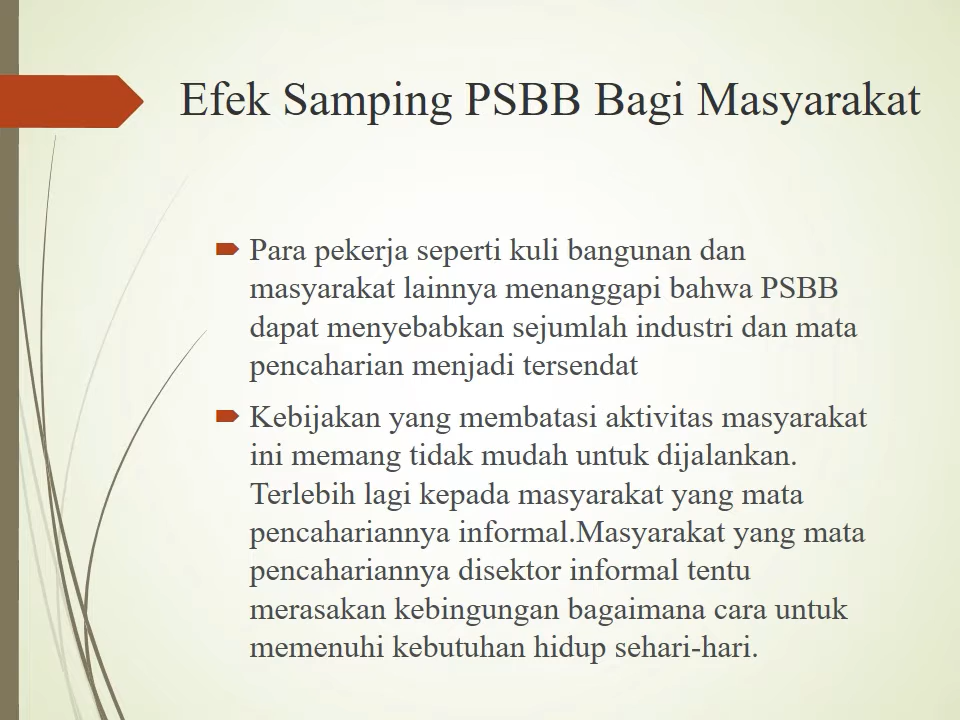 Efek Samping PSBB Bagi Masyarakat
Para pekerja seperti kuli bangunan dan
masyarakat lainnya menanggapi bahwa PSBB
dapat menyebabkan sejumlah industri dan mata
pencaharian menjadi tersendat
Kebijakan yang membatasi aktivitas masyarakat
ini memang tidak mudah untuk dijalankan.
Terlebih lagi kepada masyarakat yang mata
pencahariannya informal.Masyarakat yang mata
pencahariannya disektor informal tentu
merasakan kebingungan bagaimana cara untuk
memenuhi kebutuhan hidup sehari-hari.